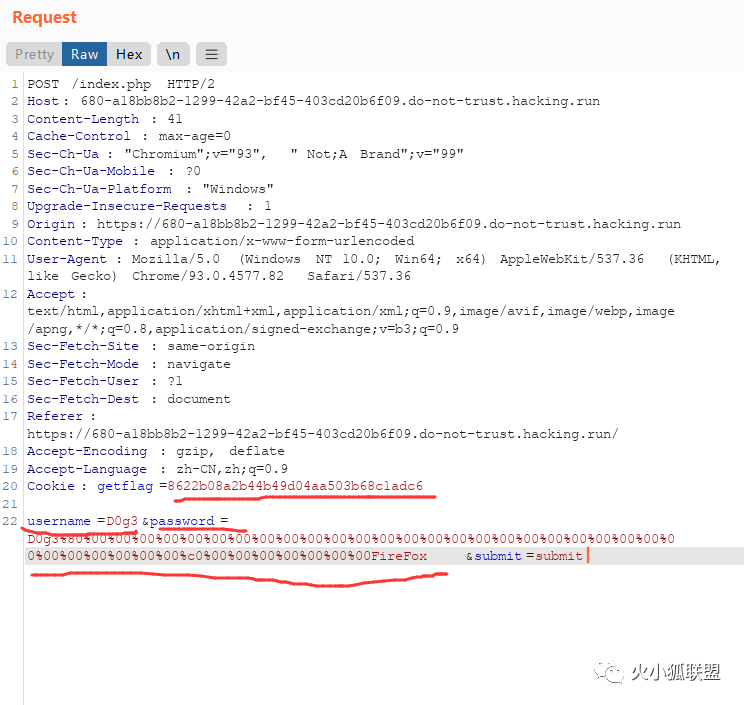 Request
Pretty Raw Hex \n ☰
1 POST /index.php HTTP/2
2 Host : 680-a18bb8b2-1299-42a2-bf45-403cd20b6f09.do-not-trust.hacking.run
3 Content-Length : 41
4 Cache-Control : max-age=0
5 Sec-Ch-Ua : "Chromium";v="93", " Not;A Brand";v="99"
6 Sec-Ch-Ua-Mobile : ?0
7 Sec-Ch-Ua-Platform : "Windows"
8 Upgrade-Insecure-Requests : 1
9 Origin : https://680-a18bb8b2-1299-42a2-bf45-403cd20b6f09.do-not-trust.hacking.run
10 Content-Type : application/x-www-form-urlencoded
11 User-Agent : Mozilla/5.0 (Windows NT 10.0; Win64; x64) AppleWebKit/537.36 (KHTML,
like Gecko) Chrome/93.0.4577.82 Safari/537.36
12 Accept :
text/html,application/xhtml+xml,application/xml;q=0.9,image/avif,image/webp,image
/apng,*/*;q=0.8,application/signed-exchange;v=b3;q=0.9
13 Sec-Fetch-Site : same-origin
14 Sec-Fetch-Mode : navigate
15 Sec-Fetch-User : ?1
16 Sec-Fetch-Dest : document
17 Referer :
https://680-a18bb8b2-1299-42a2-bf45-403cd20b6f09.do-not-trust.hacking.run/
18 Accept-Encoding : gzip, deflate
19 Accept-Language : zh-CN,zh;q=0.9
20 Cookie : getflag =8622b08a2b44b49d04aa503b68c1adc6
21
22 username =D0g3 &password =
D0g3%80%00%00%00%00%00%00%00%00%00%00%00%00%00%00%00%00%00%00%00%00%00%00%00%00%0
0%00%00%00%00%00%00%c0%00%00%00%00%00%00%00FireFox &submit =submit
火小狐联盟